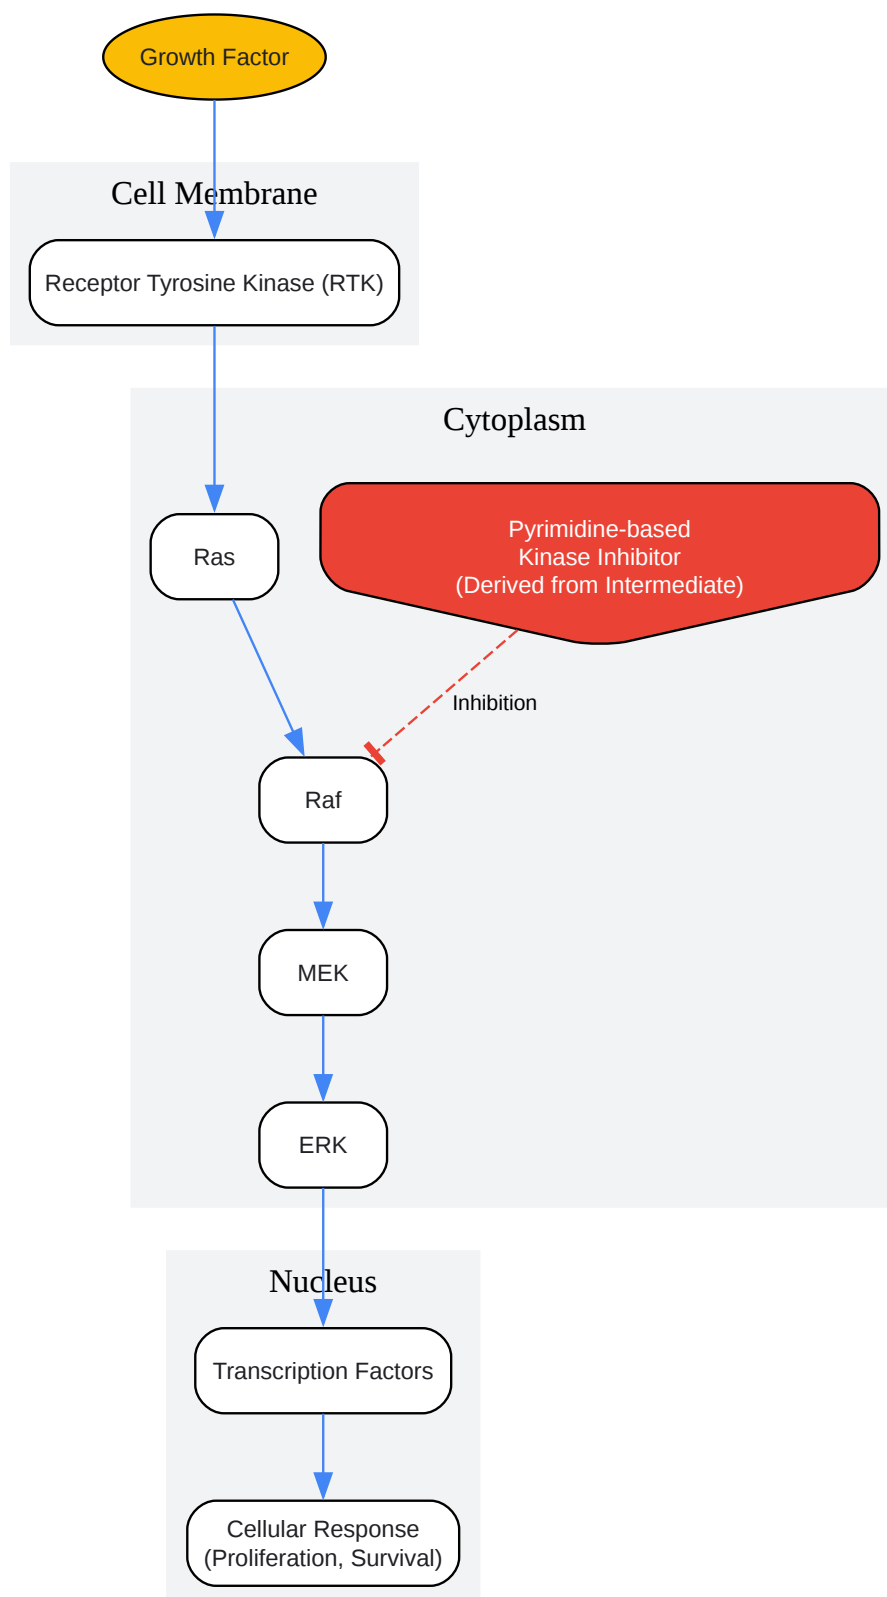 Growth Factor
Cell Membrane
Receptor Tyrosine Kinase (RTK)
Cytoplasm
Ras
Pyrimidine-based
Kinase Inhibitor
(Derived from Intermediate)
Inhibition
Raf
MEK
ERK
Nucleus
Transcription Factors
Cellular Response
(Proliferation, Survival)